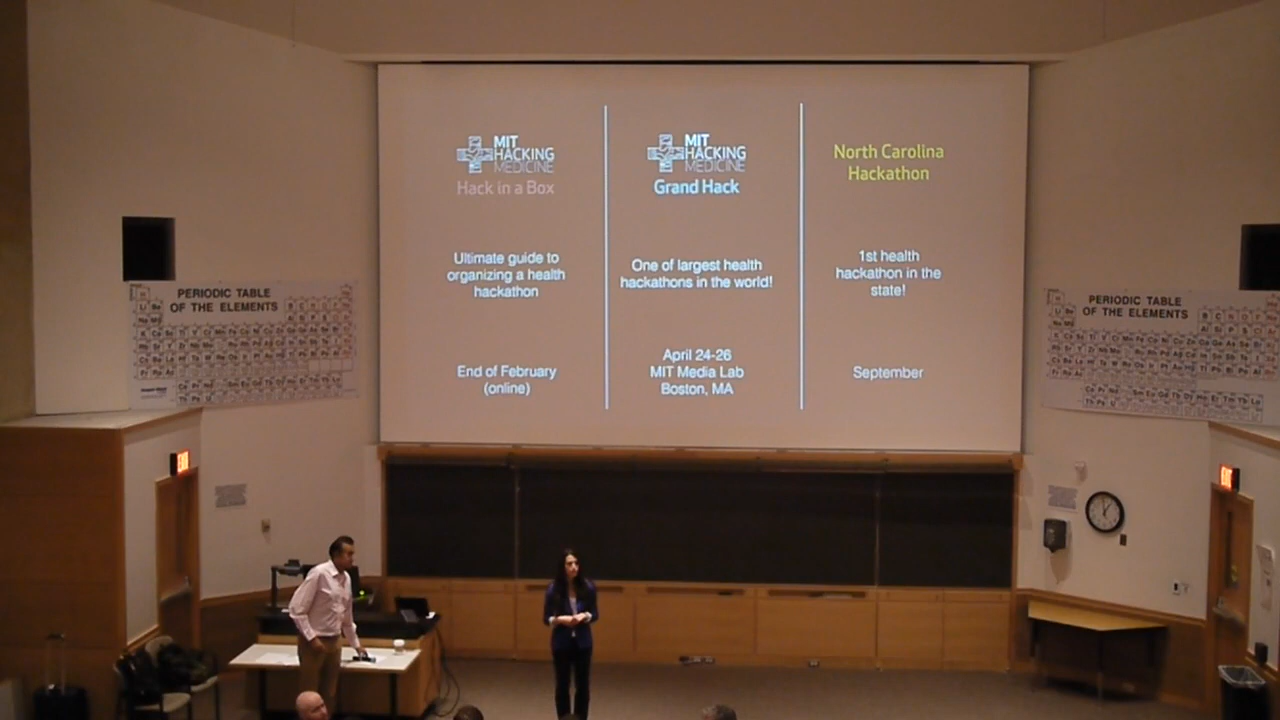 MIT
HACKING
MEDICINE
Hack in a Box
Ultimate guide to
organizing a health
hackathon
End of February
(online)
MIT
HACKING
MEDICINE
Grand Hack
One of largest health
hackathons in the world!
April 24-26
MIT Media Lab
Boston, MA
North Carolina
Hackathon
1st health
hackathon in the
state!
September
PERIODIC TABLE
OF THE ELEMENTS
PERIODIC TABLE
OF THE ELEMENTS
EXIT
EXIT